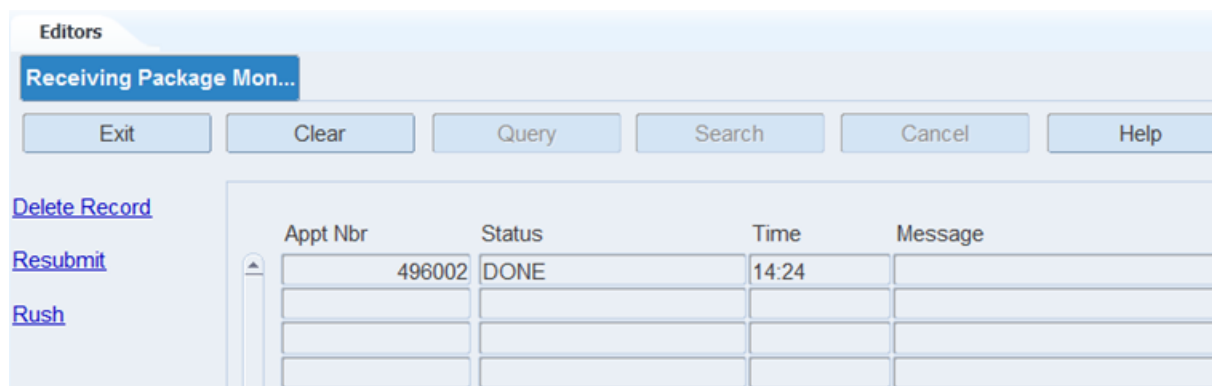 Editors
Receiving Package Mon...
Exit Clear Query Search Cancel Help
Delete Record
Resubmit
Rush
Appt Nbr Status Time Message
496002 DONE 14:24